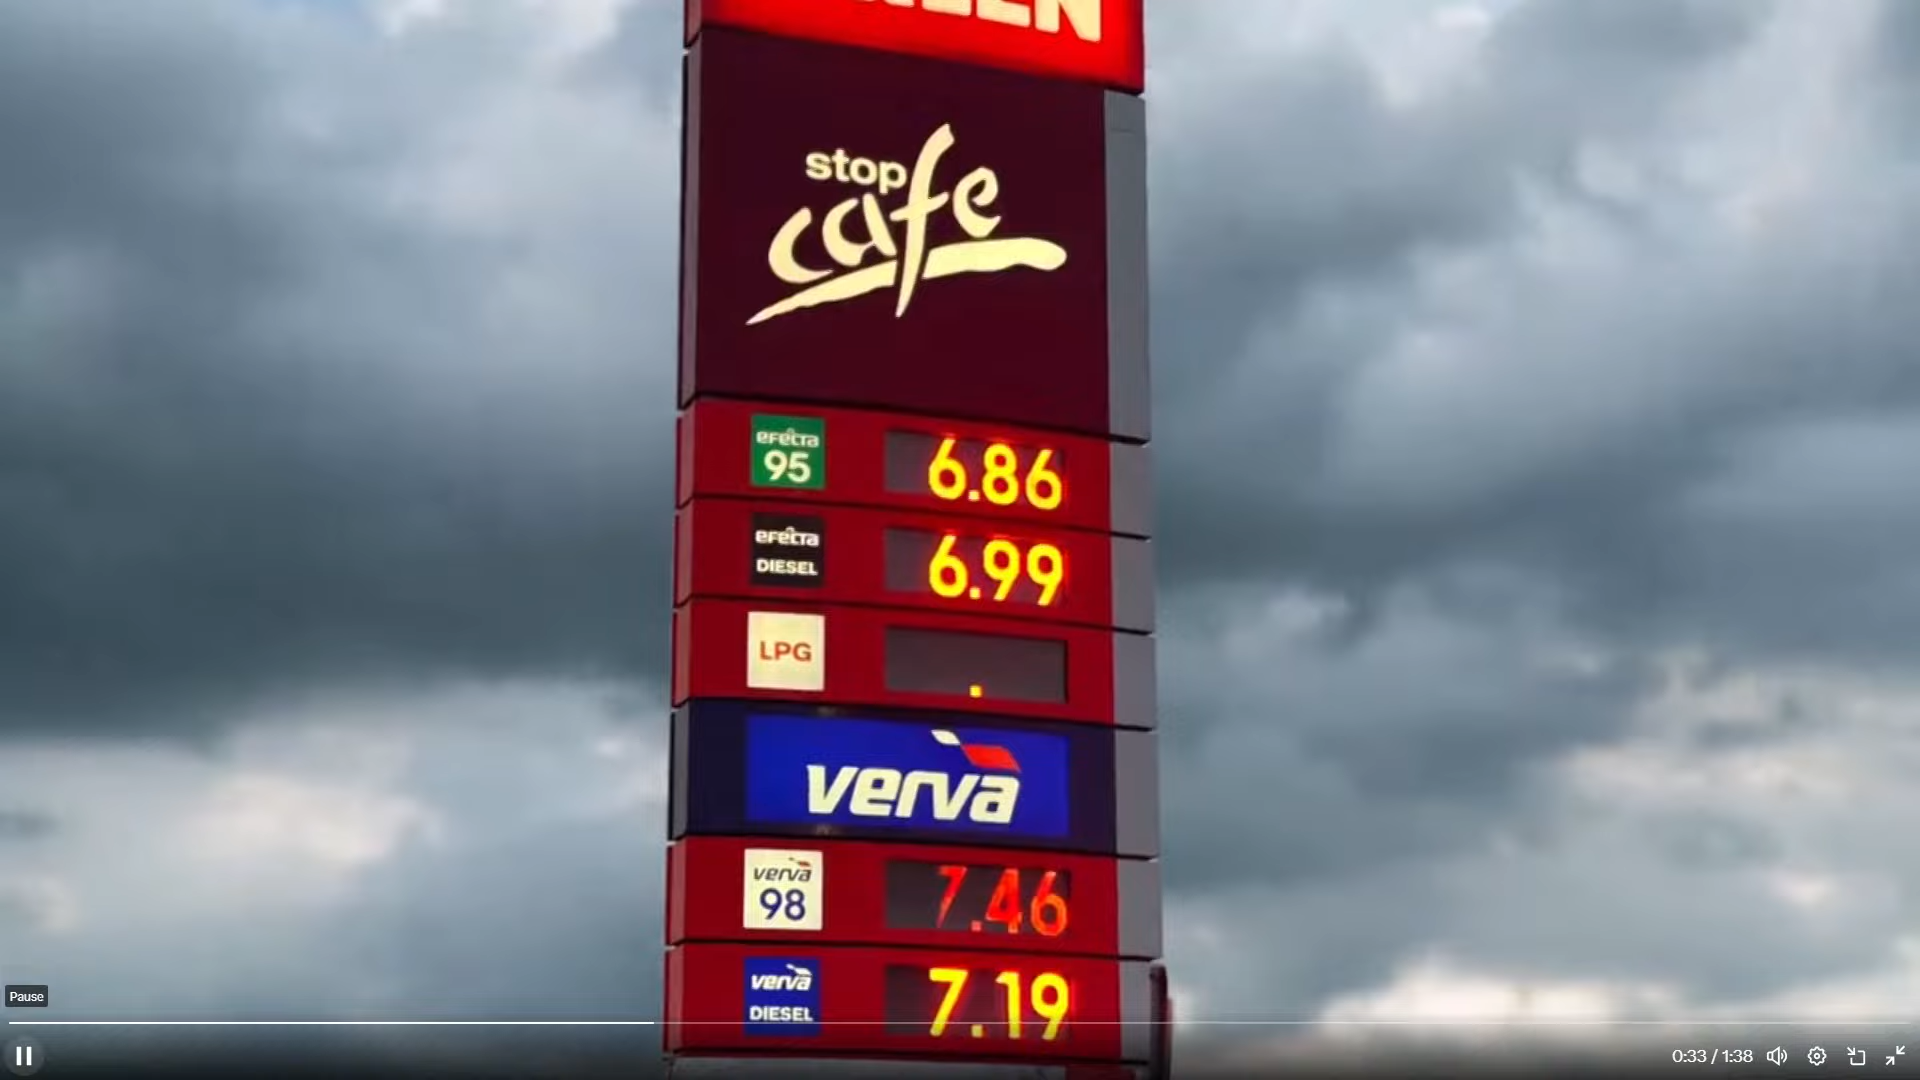 stop
cafe
efecta
95
6.86
efecta
DIESEL
6.99
LPG
.
verva
verva
98
7.46
verva
DIESEL
7.19
Pause
0:33 / 1:38